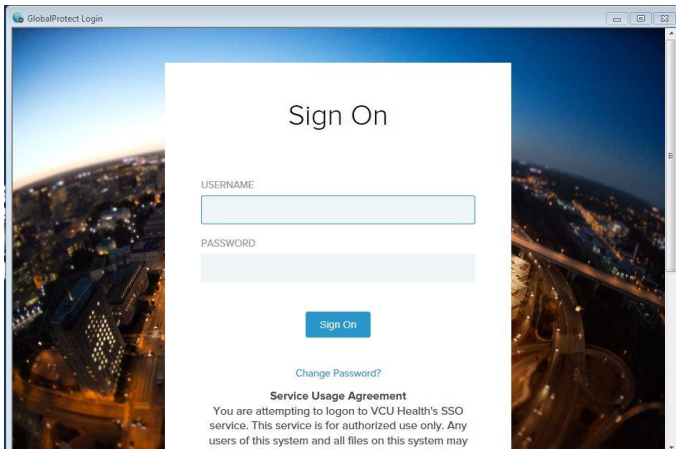 GlobalProtect Login
Sign On
USERNAME
PASSWORD
Sign On
Change Password?
Service Usage Agreement
You are attempting to logon to VCU Health's SSO
service. This service is for authorized use only. Any
users of this system and all files on this system may